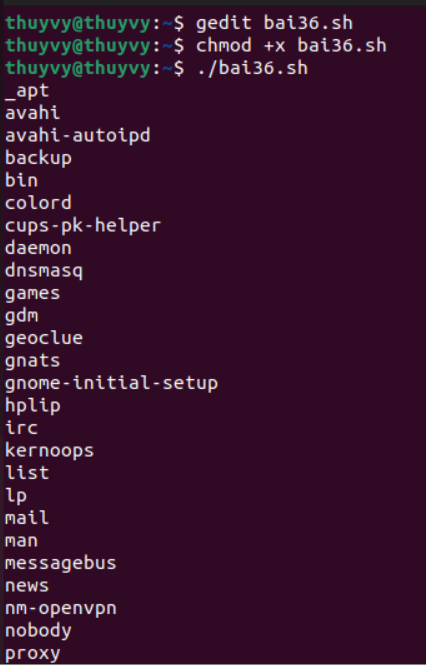 thuyvy@thuyvy:~$ gedit bai36.sh
thuyvy@thuyvy:~$ chmod +x bai36.sh
thuyvy@thuyvy:~$ ./bai36.sh
_apt
avahi
avahi-autoipd
backup
bin
colord
cups-pk-helper
daemon
dnsmasq
games
gdm
geoclue
gnats
gnome-initial-setup
hplip
irc
kernoops
list
lp
mail
man
messagebus
news
nm-openvpn
nobody
proxy